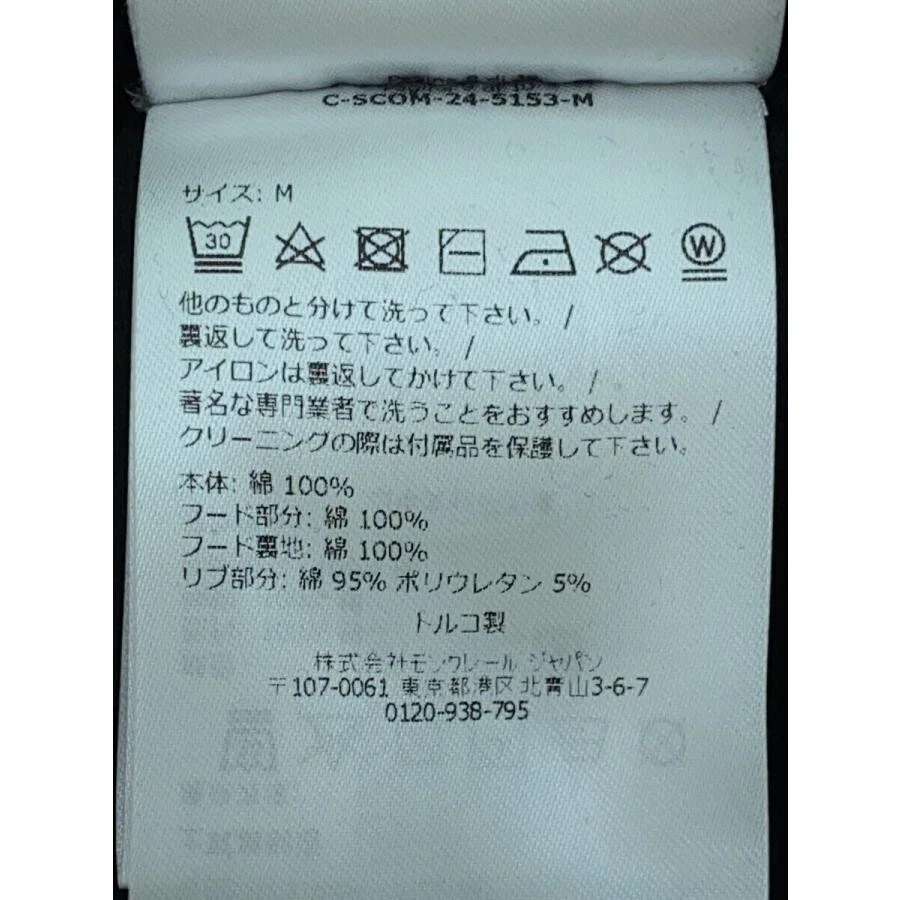 C-SCOM-24-5153-M
サイズ: M
30
W
他のものと分けて洗って下さい。 /
裏返して洗って下さい。 /
アイロンは裏返してかけて下さい。 /
著名な専門業者で洗うことをおすすめします。 /
クリーニングの際は付属品を保護して下さい。
本体: 綿 100%
フード部分: 綿 100%
フード裏地: 綿 100%
リブ部分: 綿 95% ポリウレタン 5%
トルコ製
株式会社モンクレール ジャパン
〒107-0061 東京都港区北青山3-6-7
0120-938-795